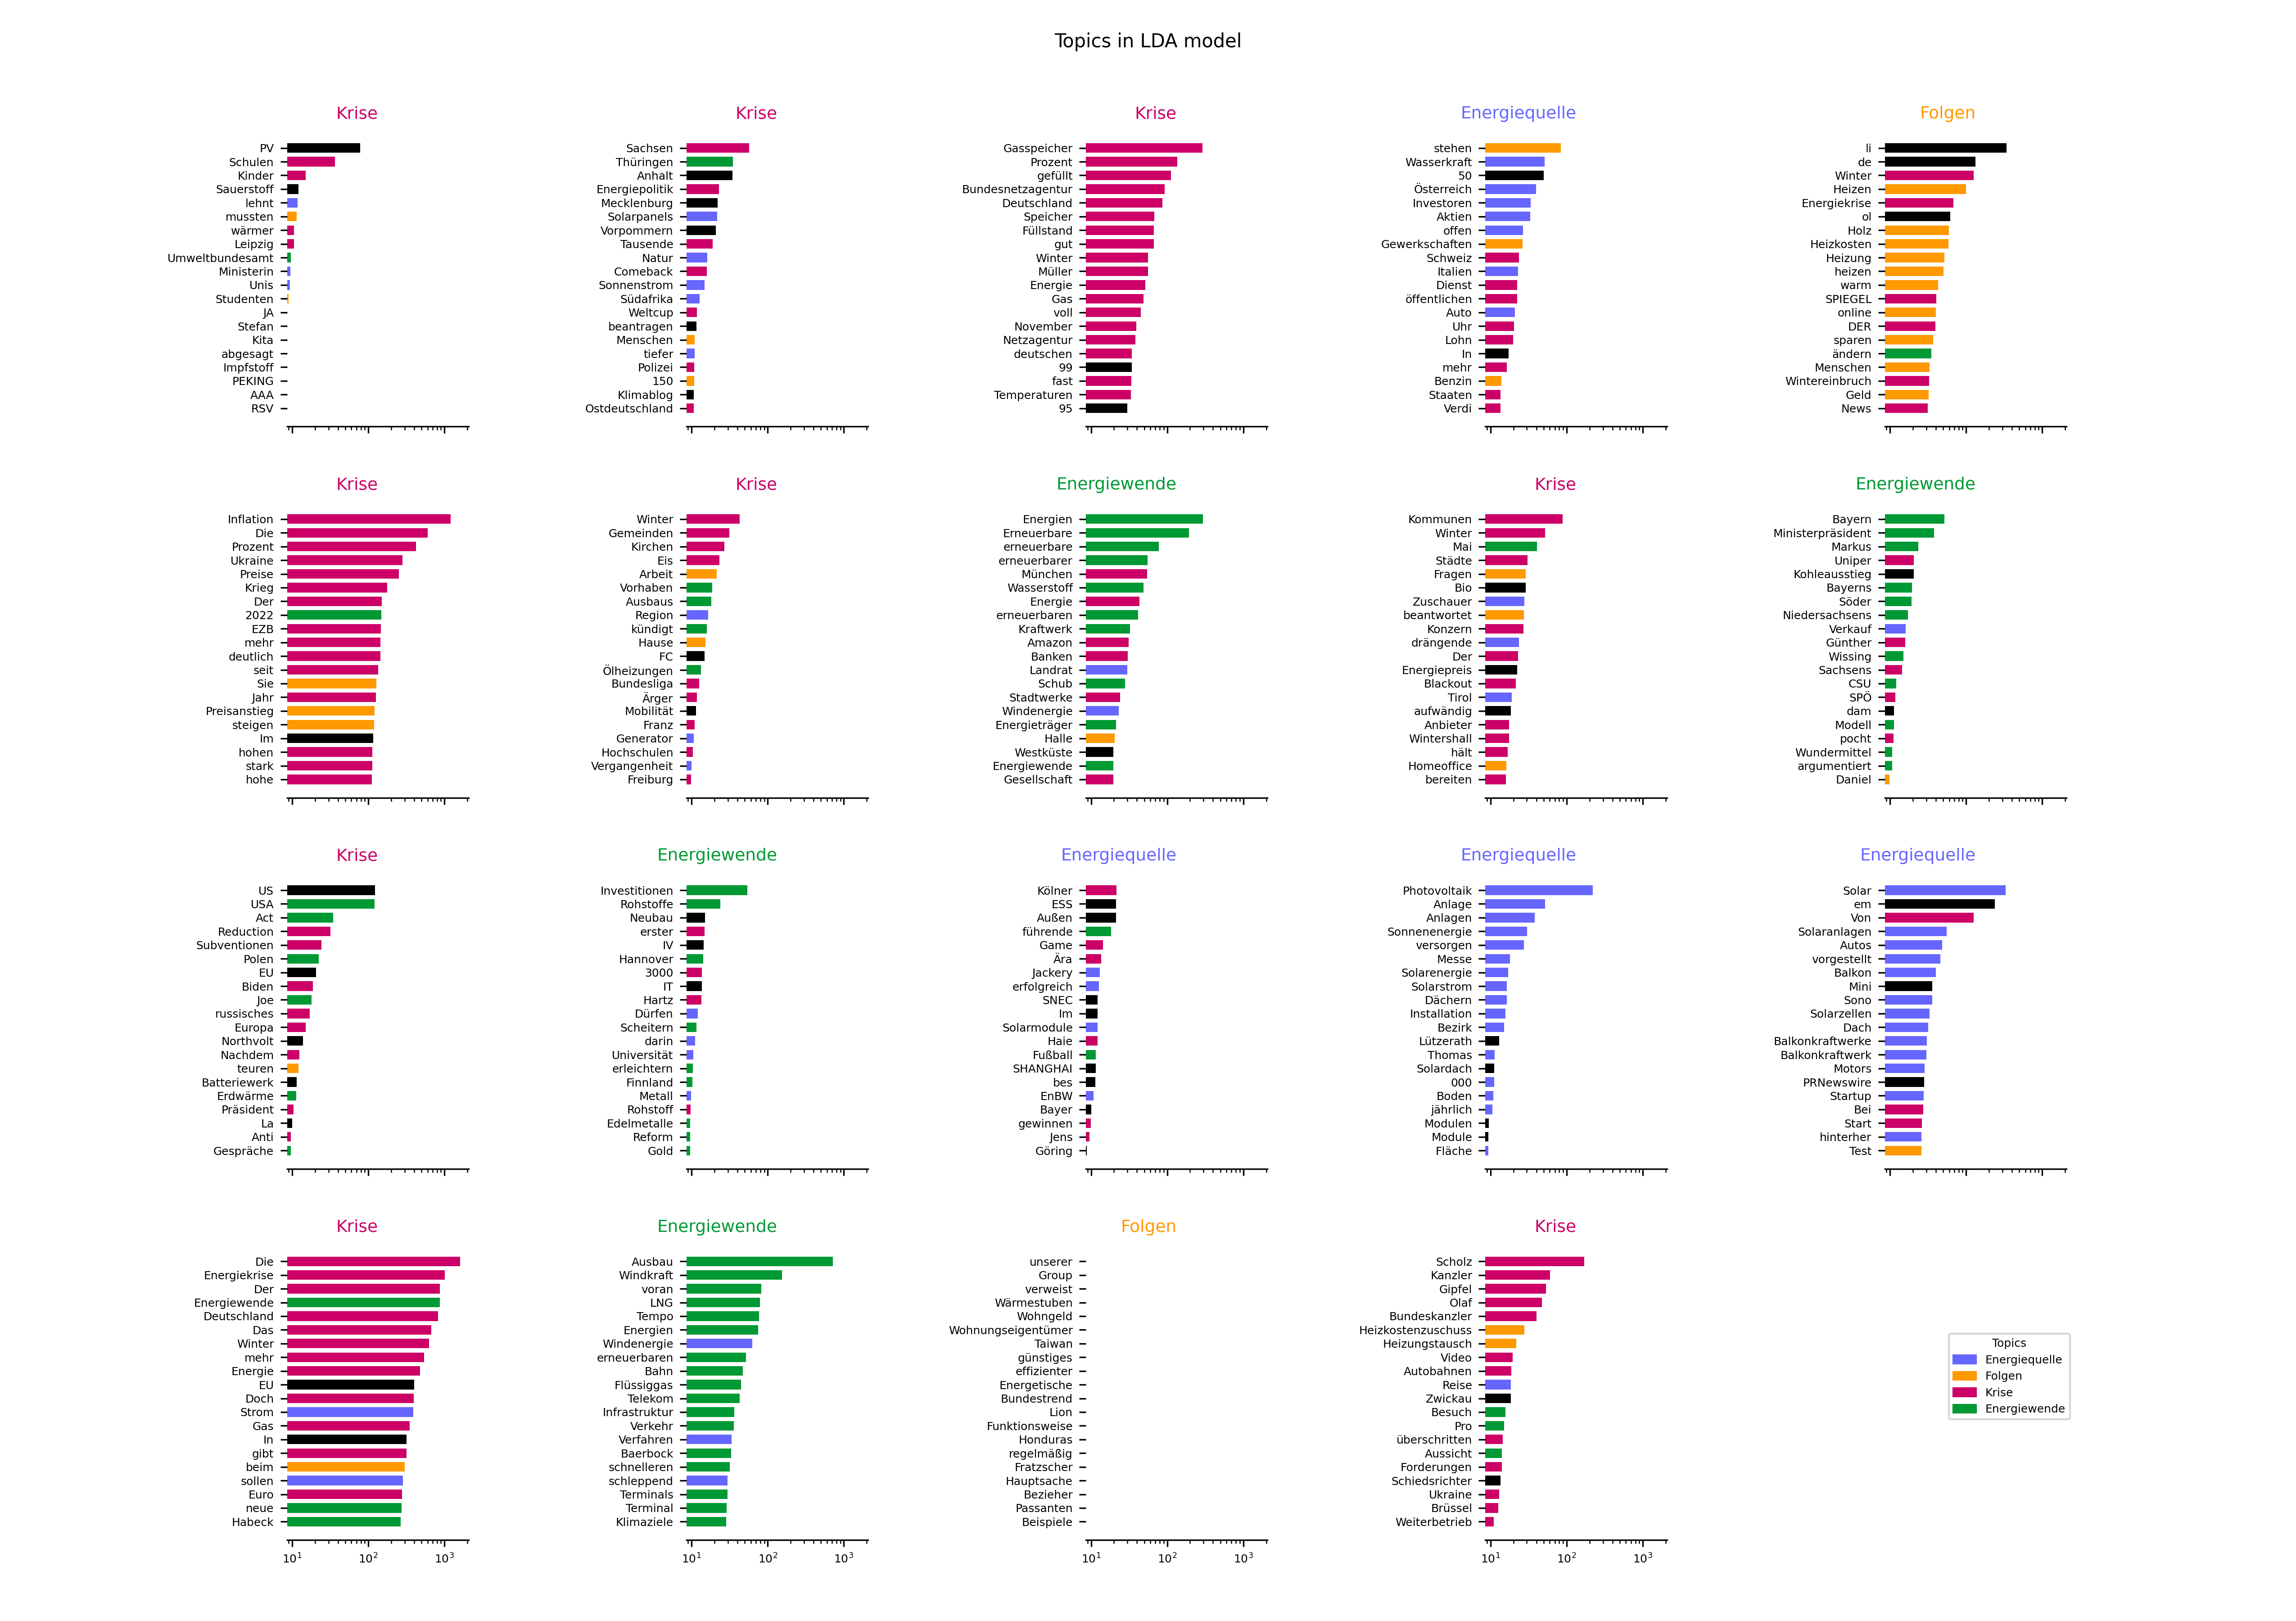 Topics in LDA model
Krise
PV
Schulen
Kinder
Sauerstoff
lehnt
mussten
wärmer
Leipzig
Umweltbundesamt
Ministerin
Unis
Studenten
JA
Stefan
Kita
abgesagt
Impfstoff
PEKING
AAA
RSV
Krise
Sachsen
Thüringen
Anhalt
Energiepolitik
Mecklenburg
Solarpanels
Vorpommern
Tausende
Natur
Comeback
Sonnenstrom
Südafrika
Weltcup
beantragen
Menschen
tiefer
Polizei
150
Klimablog
Ostdeutschland
Krise
Gasspeicher
Prozent
gefüllt
Bundesnetzagentur
Deutschland
Speicher
Füllstand
gut
Winter
Müller
Energie
Gas
voll
November
Netzagentur
deutschen
99
fast
Temperaturen
95
Energiequelle
stehen
Wasserkraft
50
Österreich
Investoren
Aktien
offen
Gewerkschaften
Schweiz
Italien
Dienst
öffentlichen
Auto
Uhr
Lohn
In
mehr
Benzin
Staaten
Verdi
Folgen
li
de
Winter
Heizen
Energiekrise
ol
Holz
Heizkosten
Heizung
heizen
warm
SPIEGEL
online
DER
sparen
ändern
Menschen
Wintereinbruch
Geld
News
Krise
Inflation
Die
Prozent
Ukraine
Preise
Krieg
Der
2022
EZB
mehr
deutlich
seit
Sie
Jahr
Preisanstieg
steigen
Im
hohen
stark
hohe
Krise
Winter
Gemeinden
Kirchen
Eis
Arbeit
Vorhaben
Ausbaus
Region
kündigt
Hause
FC
Ölheizungen
Bundesliga
Ärger
Mobilität
Franz
Generator
Hochschulen
Vergangenheit
Freiburg
Energiewende
Energien
Erneuerbare
erneuerbare
erneuerbarer
München
Wasserstoff
Energie
erneuerbaren
Kraftwerk
Amazon
Banken
Landrat
Schub
Stadtwerke
Windenergie
Energieträger
Halle
Westküste
Energiewende
Gesellschaft
Krise
Kommunen
Winter
Mai
Städte
Fragen
Bio
Zuschauer
beantwortet
Konzern
drängende
Der
Energiepreis
Blackout
Tirol
aufwändig
Anbieter
Wintershall
hält
Homeoffice
bereiten
Energiewende
Bayern
Ministerpräsident
Markus
Uniper
Kohleausstieg
Bayerns
Söder
Niedersachsens
Verkauf
Günther
Wissing
Sachsens
CSU
SPÖ
dam
Modell
pocht
Wundermittel
argumentiert
Daniel
Krise
US
USA
Act
Reduction
Subventionen
Polen
EU
Biden
Joe
russisches
Europa
Northvolt
Nachdem
teuren
Batteriewerk
Erdwärme
Präsident
La
Anti
Gespräche
Energiewende
Investitionen
Rohstoffe
Neubau
erster
IV
Hannover
3000
IT
Hartz
Dürfen
Scheitern
darin
Universität
erleichtern
Finnland
Metall
Rohstoff
Edelmetalle
Reform
Gold
Energiequelle
Kölner
ESS
Außen
führende
Game
Ära
Jackery
erfolgreich
SNEC
Im
Solarmodule
Haie
Fußball
SHANGHAI
bes
EnBW
Bayer
gewinnen
Jens
Göring
Energiequelle
Photovoltaik
Anlage
Anlagen
Sonnenenergie
versorgen
Messe
Solarenergie
Solarstrom
Dächern
Installation
Bezirk
Lützerath
Thomas
Solardach
000
Boden
jährlich
Modulen
Module
Fläche
Energiequelle
Solar
em
Von
Solaranlagen
Autos
vorgestellt
Balkon
Mini
Sono
Solarzellen
Dach
Balkonkraftwerke
Balkonkraftwerk
Motors
PRNewswire
Startup
Bei
Start
hinterher
Test
Krise
Die
Energiekrise
Der
Energiewende
Deutschland
Das
Winter
mehr
Energie
EU
Doch
Strom
Gas
In
gibt
beim
sollen
Euro
neue
Habeck
10¹ 10² 10³
Energiewende
Ausbau
Windkraft
voran
LNG
Tempo
Energien
Windenergie
erneuerbaren
Bahn
Flüssiggas
Telekom
Infrastruktur
Verkehr
Verfahren
Baerbock
schnelleren
schleppend
Terminals
Terminal
Klimaziele
10¹ 10² 10³
Folgen
unserer
Group
verweist
Wärmestuben
Wohngeld
Wohnungseigentümer
Taiwan
günstiges
effizienter
Energetische
Bundestrend
Lion
Funktionsweise
Honduras
regelmäßig
Fratzscher
Hauptsache
Bezieher
Passanten
Beispiele
10¹ 10² 10³
Krise
Scholz
Kanzler
Gipfel
Olaf
Bundeskanzler
Heizkostenzuschuss
Heizungstausch
Video
Autobahnen
Reise
Zwickau
Besuch
Pro
überschritten
Aussicht
Forderungen
Schiedsrichter
Ukraine
Brüssel
Weiterbetrieb
10¹ 10² 10³
Topics
Energiequelle
Folgen
Krise
Energiewende